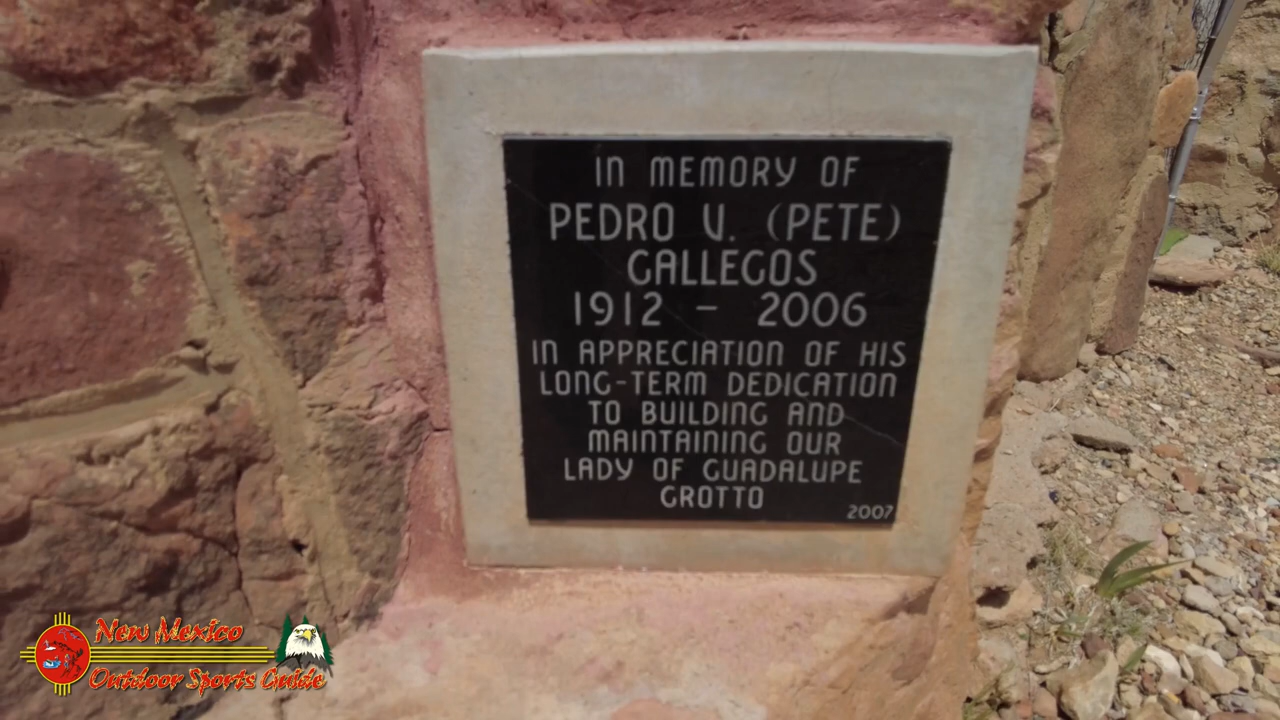 IN MEMORY OF
PEDRO V. (PETE)
GALLEGOS
1912 - 2006
IN APPRECIATION OF HIS
LONG-TERM DEDICATION
TO BUILDING AND
MAINTAINING OUR
LADY OF GUADALUPE
GROTTO
2007
New Mexico
Outdoor Sports Guide